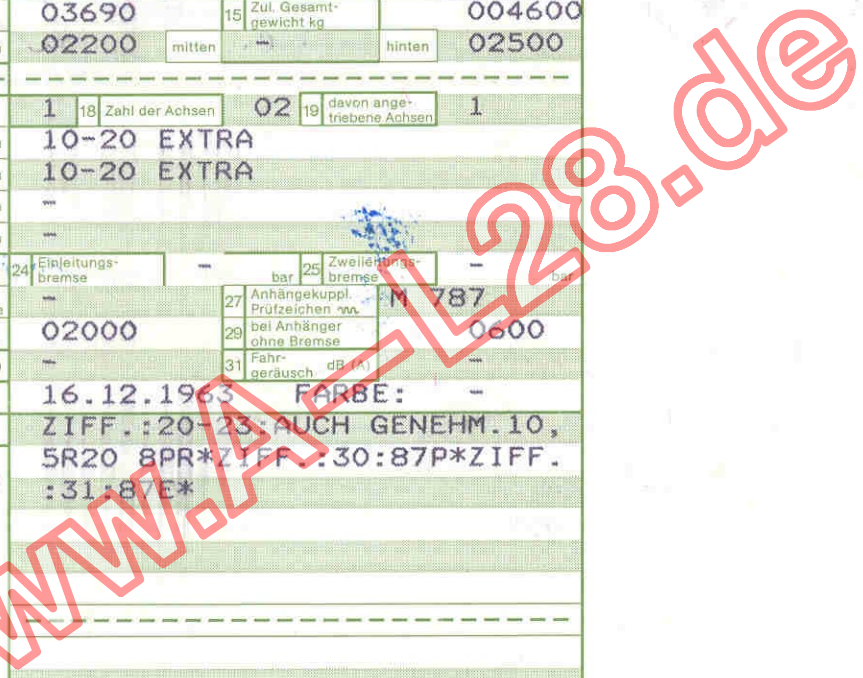 03690 15 Zul. Gesamt-gewicht kg 004600
02200 mitten - hinten 02500
1 18 Zahl der Achsen 02 19 davon ange-triebene Achsen 1
10-20 EXTRA
10-20 EXTRA
-
-
24 Einleitungs-bremse - bar 25 Zweileitungs-bremse - bar
- 27 Anhängekuppl. Prüfzeichen M 787
02000 29 bei Anhänger ohne Bremse 0600
- 31 Fahr-geräusch dB (A) -
16.12.1963 FARBE: -
ZIFF.:20-23:AUCH GENEHM.10,
5R20 8PR*ZIFF.:30:87P*ZIFF.
:31:87E*
www.A-L28.de